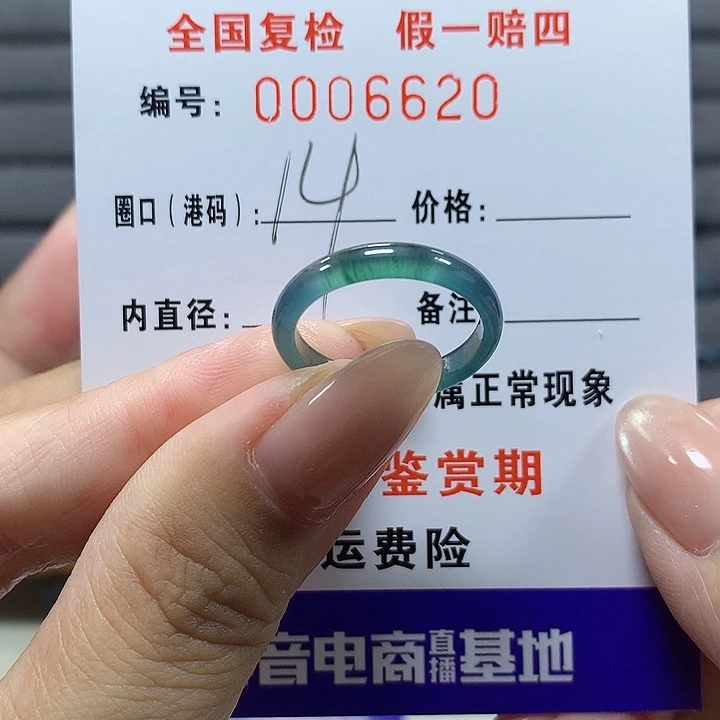 全国复检 假一赔四
编号: 0006620
圈口(港码): 14 价格:
内直径: 备注
属正常现象
鉴赏期
运费险
音电商直播基地